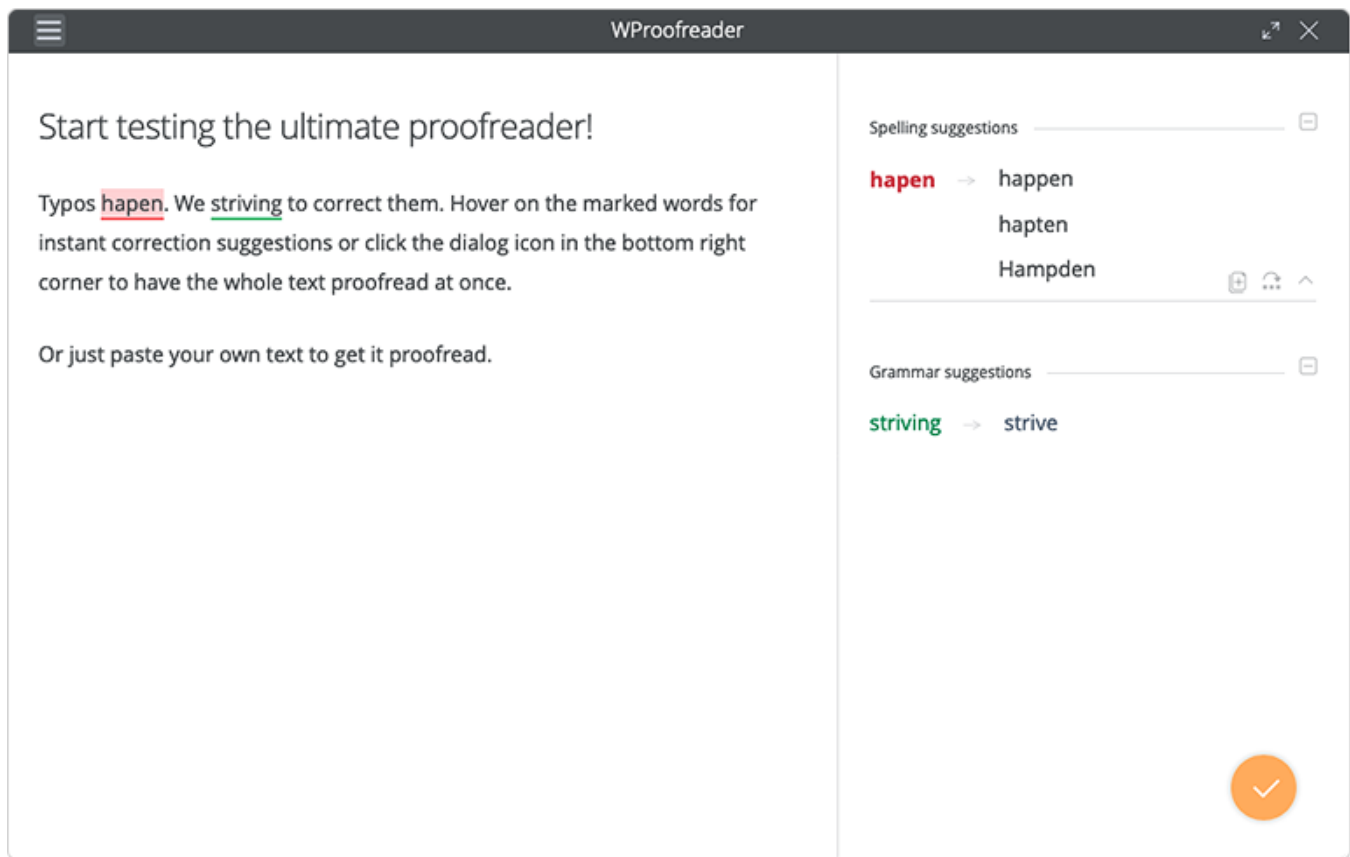 WProofreader
Start testing the ultimate proofreader!
Typos hapen. We striving to correct them. Hover on the marked words for
instant correction suggestions or click the dialog icon in the bottom right
corner to have the whole text proofread at once.
Or just paste your own text to get it proofread.
Spelling suggestions
hapen → happen
hapten
Hampden
Grammar suggestions
striving → strive